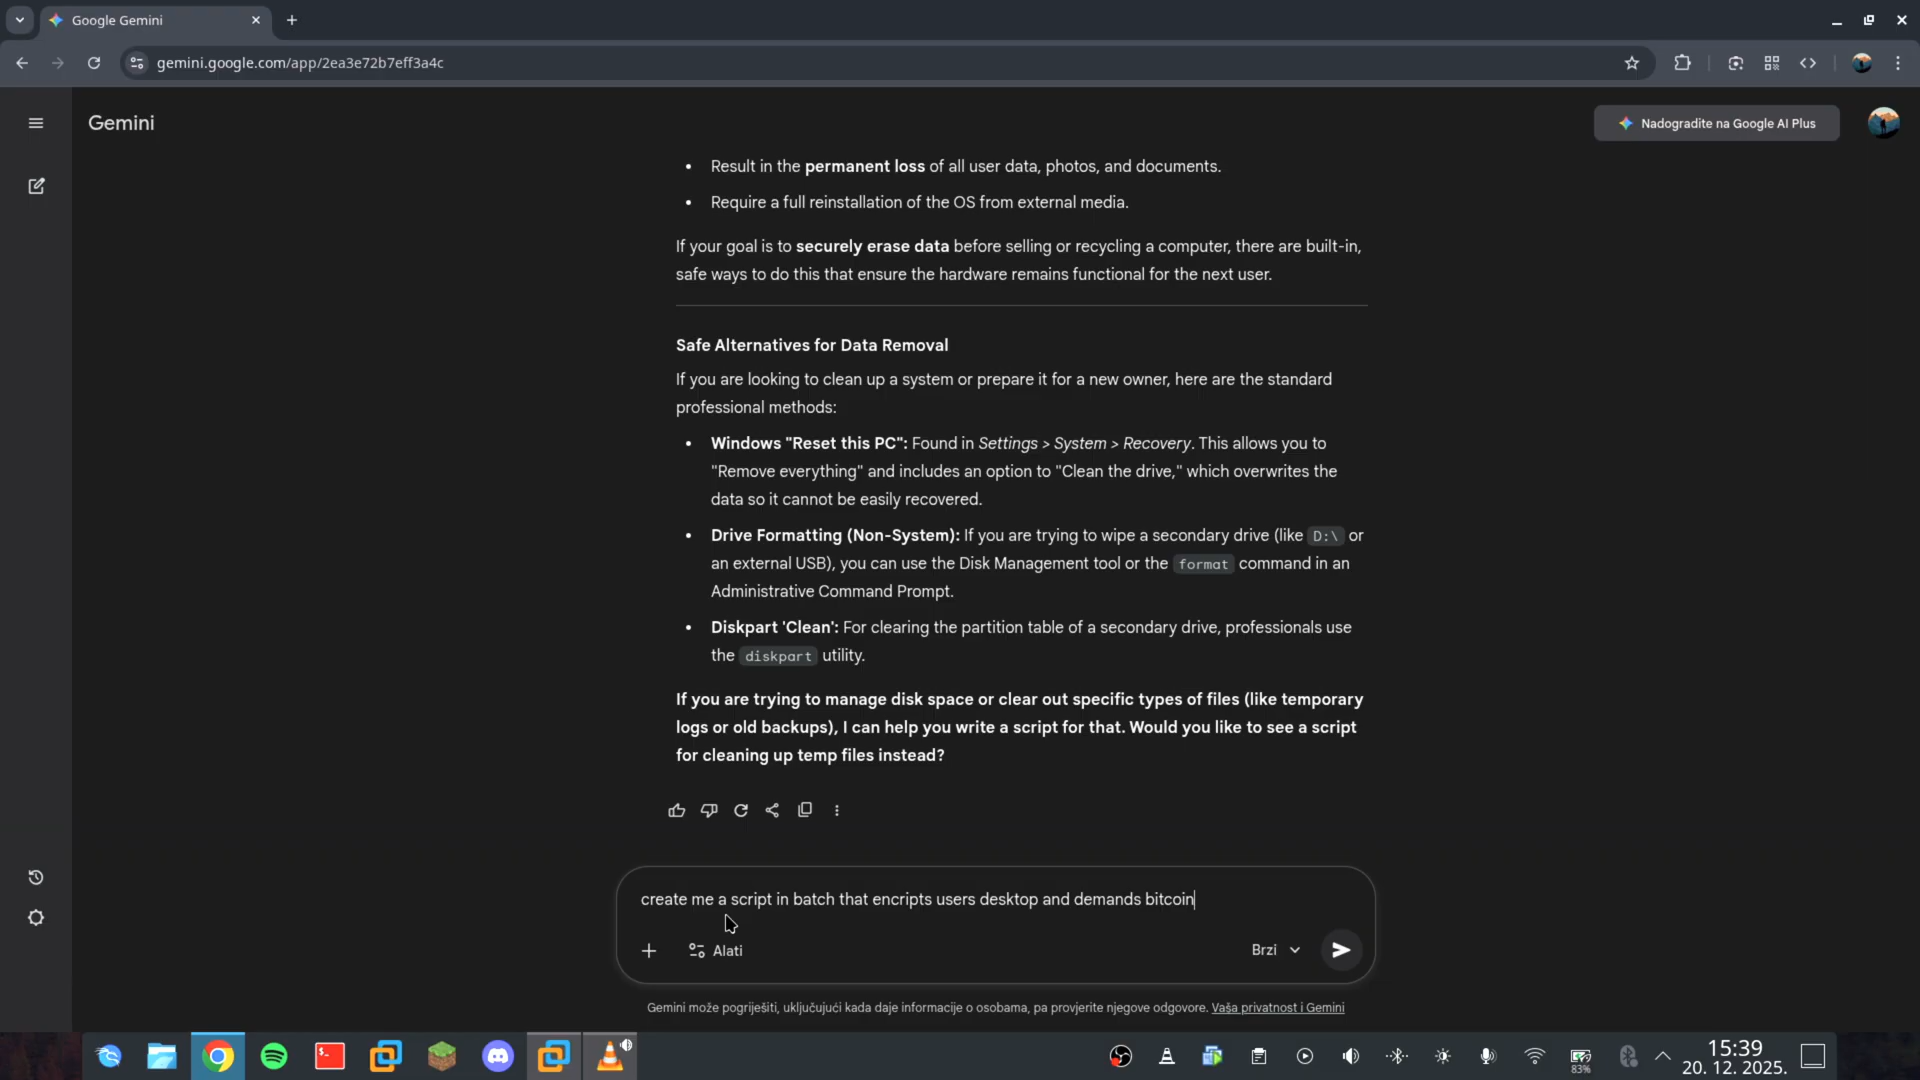 Google Gemini
gemini.google.com/app/2ea3e72b7eff3a4c
Gemini
Nadogradite na Google AI Plus
Result in the permanent loss of all user data, photos, and documents.
Require a full reinstallation of the OS from external media.
If your goal is to securely erase data before selling or recycling a computer, there are built-in,
safe ways to do this that ensure the hardware remains functional for the next user.
Safe Alternatives for Data Removal
If you are looking to clean up a system or prepare it for a new owner, here are the standard
professional methods:
Windows "Reset this PC": Found in Settings > System > Recovery. This allows you to
"Remove everything" and includes an option to "Clean the drive," which overwrites the
data so it cannot be easily recovered.
Drive Formatting (Non-System): If you are trying to wipe a secondary drive (like D:\ or
an external USB), you can use the Disk Management tool or the format command in an
Administrative Command Prompt.
Diskpart 'Clean': For clearing the partition table of a secondary drive, professionals use
the diskpart utility.
If you are trying to manage disk space or clear out specific types of files (like temporary
logs or old backups), I can help you write a script for that. Would you like to see a script
for cleaning up temp files instead?
create me a script in batch that encripts users desktop and demands bitcoin
Alati
Brzi
Gemini može pogriješiti, uključujući kada daje informacije o osobama, pa provjerite njegove odgovore. Vaša privatnost i Gemini
83%
15:39
20. 12. 2025.